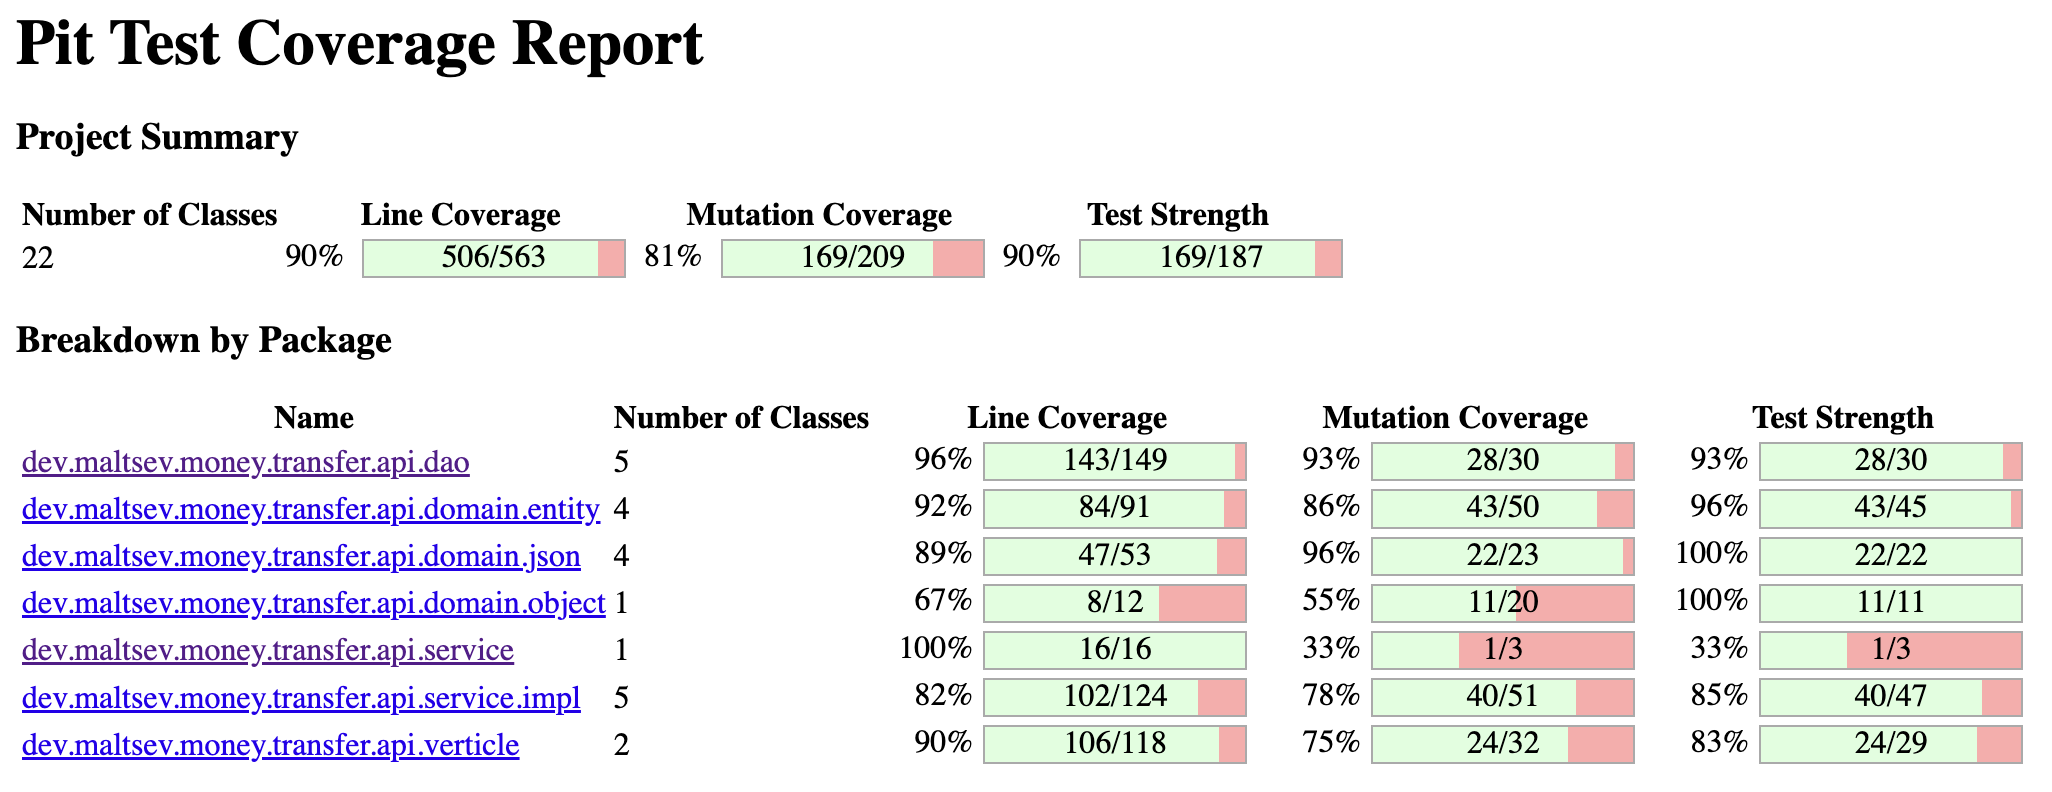 Pit Test Coverage Report
Project Summary
Number of Classes Line Coverage Mutation Coverage Test Strength
22 90% 506/563 81% 169/209 90% 169/187
Breakdown by Package
Name Number of Classes Line Coverage Mutation Coverage Test Strength
dev.maltsev.money.transfer.api.dao 5 96% 143/149 93% 28/30 93% 28/30
dev.maltsev.money.transfer.api.domain.entity 4 92% 84/91 86% 43/50 96% 43/45
dev.maltsev.money.transfer.api.domain.json 4 89% 47/53 96% 22/23 100% 22/22
dev.maltsev.money.transfer.api.domain.object 1 67% 8/12 55% 11/20 100% 11/11
dev.maltsev.money.transfer.api.service 1 100% 16/16 33% 1/3 33% 1/3
dev.maltsev.money.transfer.api.service.impl 5 82% 102/124 78% 40/51 85% 40/47
dev.maltsev.money.transfer.api.verticle 2 90% 106/118 75% 24/32 83% 24/29